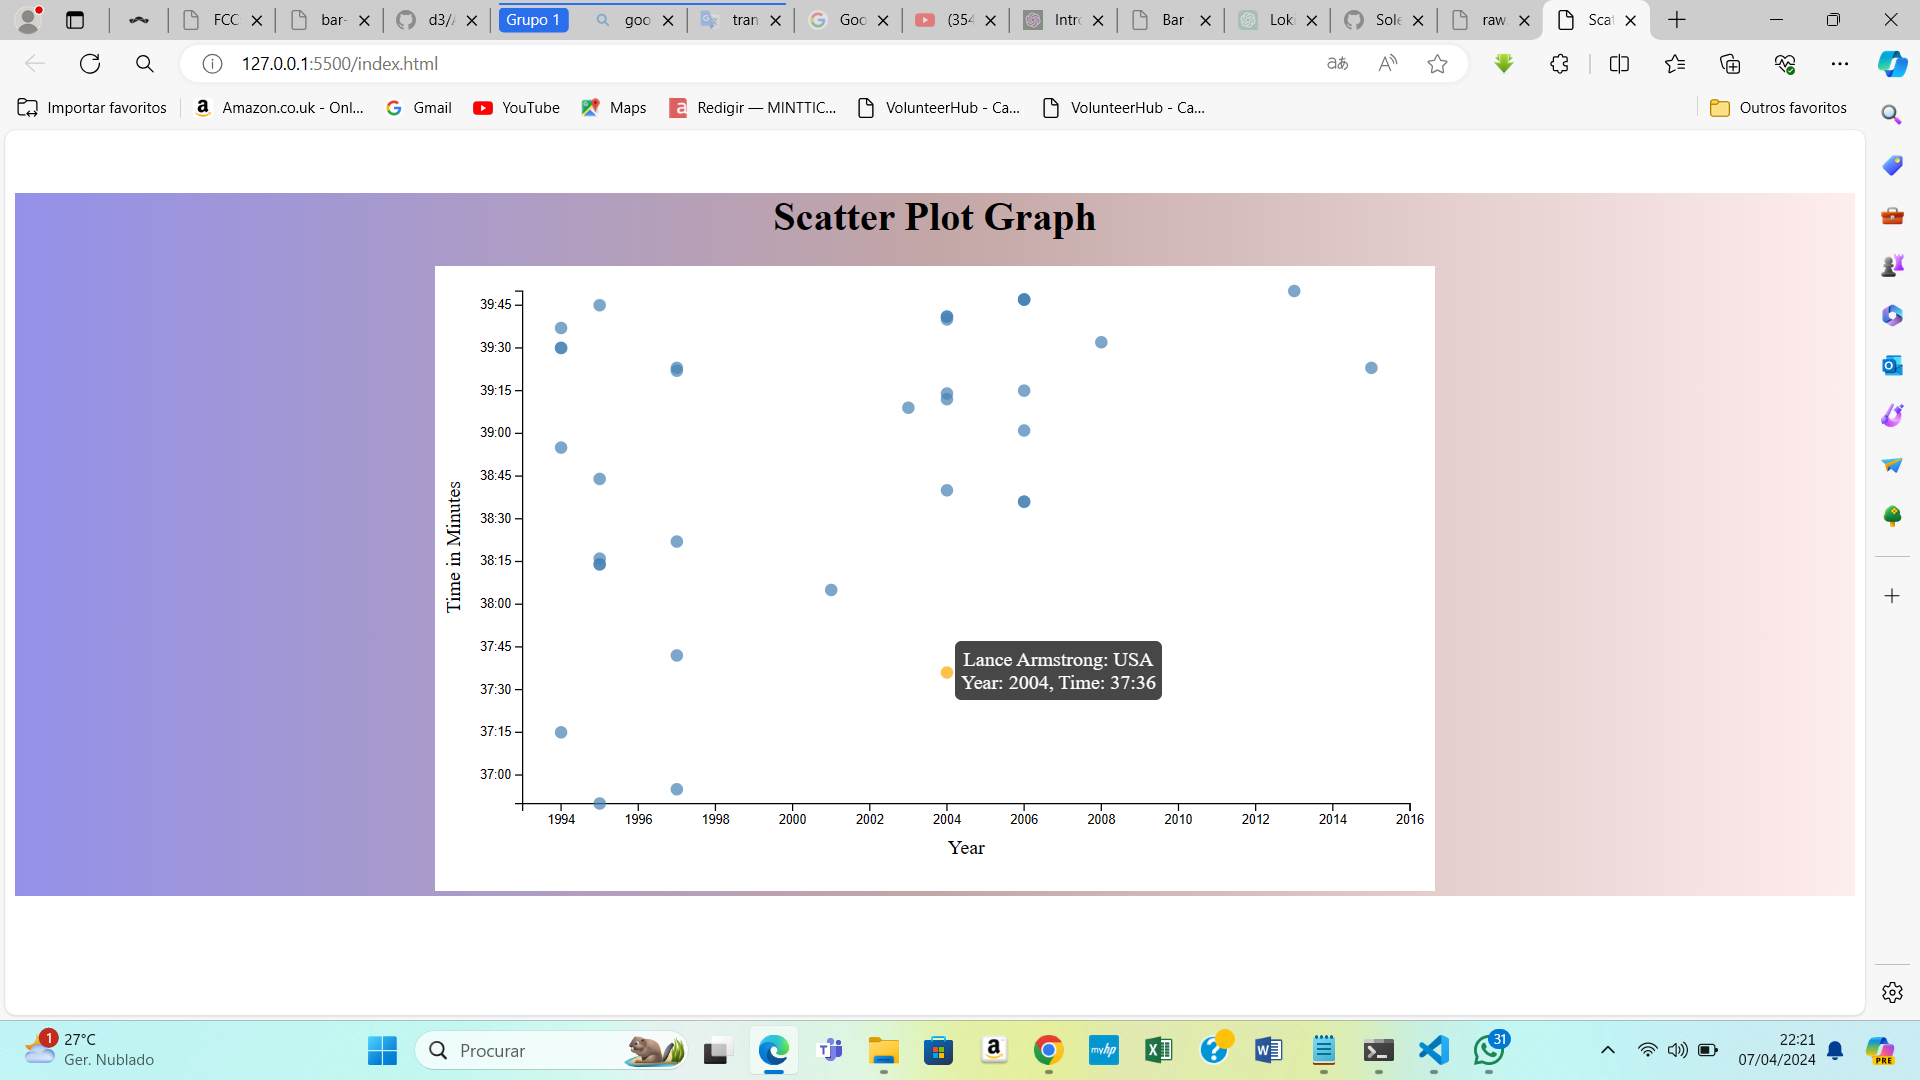 FCC
bar-
d3/
Grupo 1
goo
tran
Goo
(354
Intro
Bar
Loki
Sole
raw.
Scat
127.0.0.1:5500/index.html
Importar favoritos
Amazon.co.uk - Onl...
Gmail
YouTube
Maps
Redigir — MINTTIC...
VolunteerHub - Ca...
VolunteerHub - Ca...
Outros favoritos
Scatter Plot Graph
39:45
39:30
39:15
39:00
38:45
38:30
38:15
38:00
37:45
37:30
37:15
37:00
Time in Minutes
Lance Armstrong: USA
Year: 2004, Time: 37:36
1994 1996 1998 2000 2002 2004 2006 2008 2010 2012 2014 2016
Year
1
27°C
Ger. Nublado
Procurar
myhp
31
22:21
07/04/2024
PRE